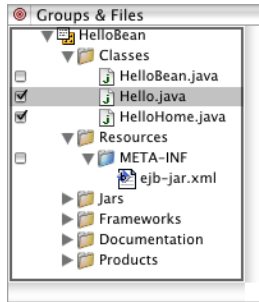 Groups & Files
HelloBean
Classes
HelloBean.java
Hello.java
HelloHome.java
Resources
META-INF
ejb-jar.xml
Jars
Frameworks
Documentation
Products